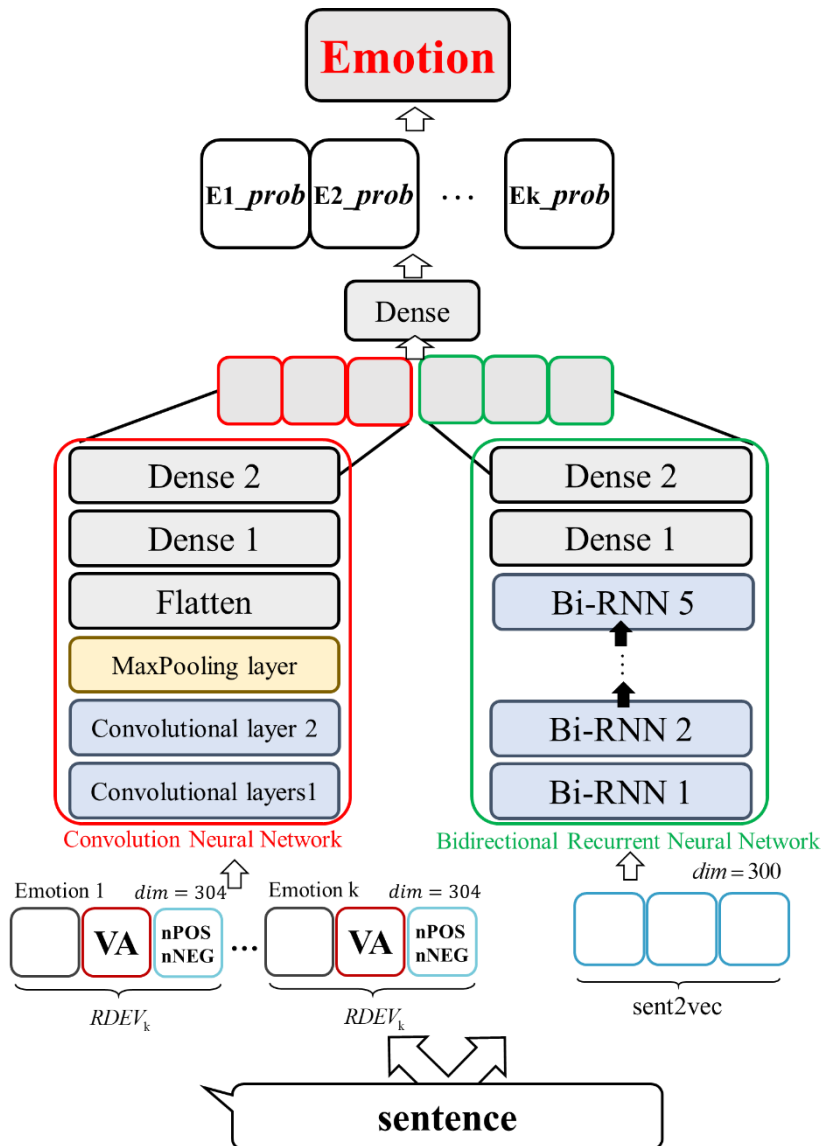 Emotion
E1_prob E2_prob ... Ek_prob
Dense
Dense 2
Dense 1
Flatten
MaxPooling layer
Convolutional layer 2
Convolutional layers1
Convolution Neural Network
Dense 2
Dense 1
Bi-RNN 5
Bi-RNN 2
Bi-RNN 1
Bidirectional Recurrent Neural Network
Emotion 1 dim = 304 Emotion k dim = 304
VA nPOS ... VA nPOS
nNEG nNEG
RDEVk RDEVk
dim = 300
sent2vec
sentence